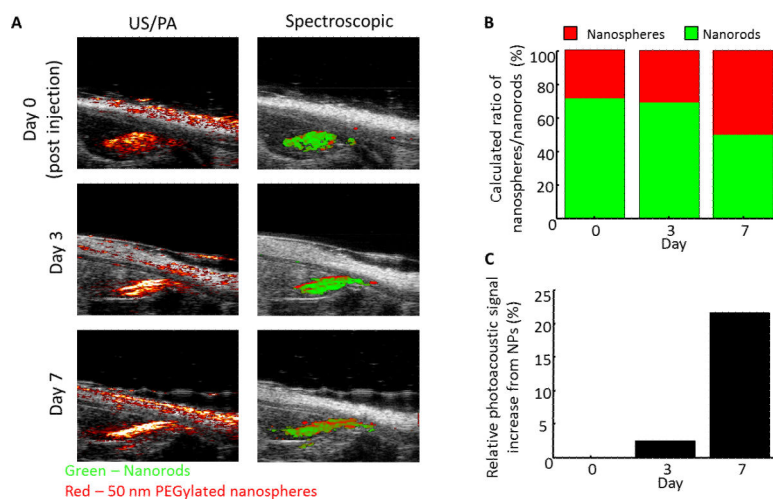 A
US/PA
Spectroscopic
Day 0
(post injection)
Day 3
Day 7
Green – Nanorods
Red – 50 nm PEGylated nanospheres
B
Nanospheres
Nanorods
Calculated ratio of
nanospheres/nanorods (%)
100
80
60
40
20
0
0
3
7
Day
C
Relative photoacoustic signal
increase from NPs (%)
25
20
15
10
5
0
0
3
7
Day